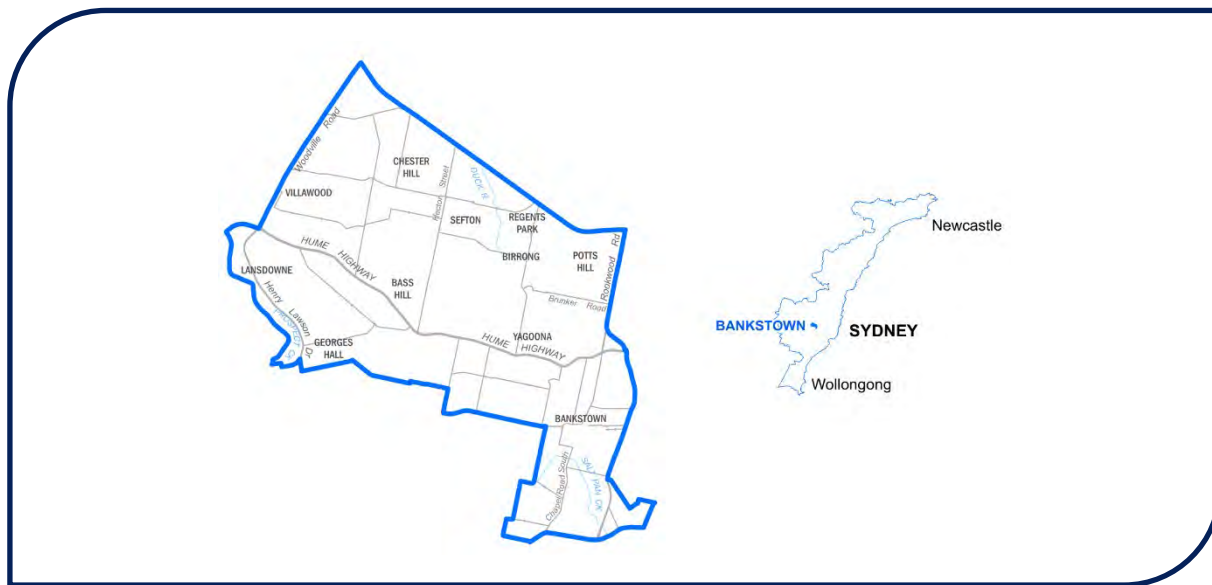 Woodville Road
CHESTER
HILL
Rector Street
DUCK R
VILLAWOOD
SEFTON
REGENTS
PARK
HUME HIGHWAY
BIRRONG
POTTS
HILL
Rookwood Rd
LANSDOWNE
BASS
HILL
Henry Lawson Dr
PROSPECT CK
Brunker Road
GEORGES
HALL
YAGOONA
HUME HIGHWAY
BANKSTOWN
Chapel Road South
SALT PAN CK
Newcastle
BANKSTOWN
SYDNEY
Wollongong